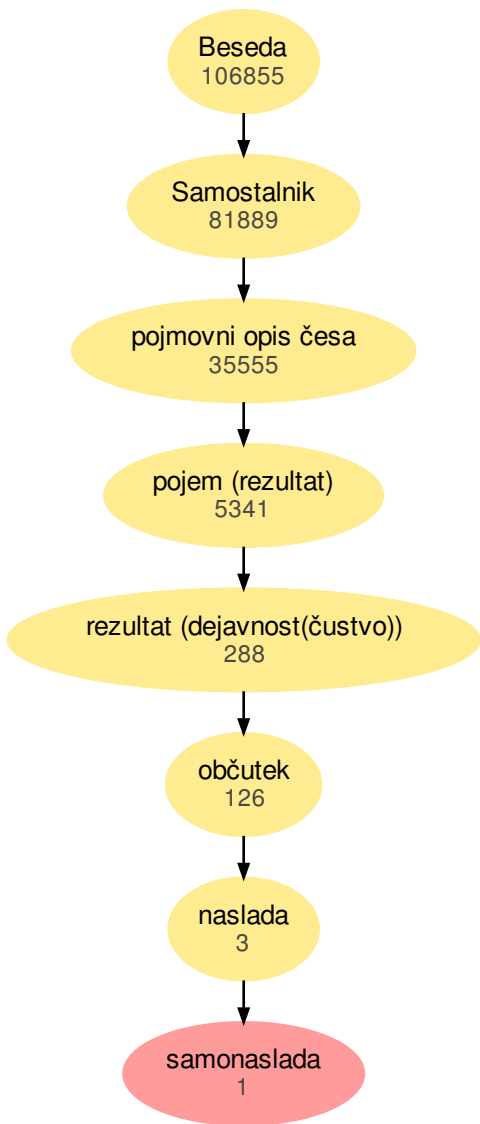 Beseda
106855
Samostalnik
81889
pojmovni opis česa
35555
pojem (rezultat)
5341
rezultat (dejavnost(čustvo))
288
občutek
126
naslada
3
samonaslada
1